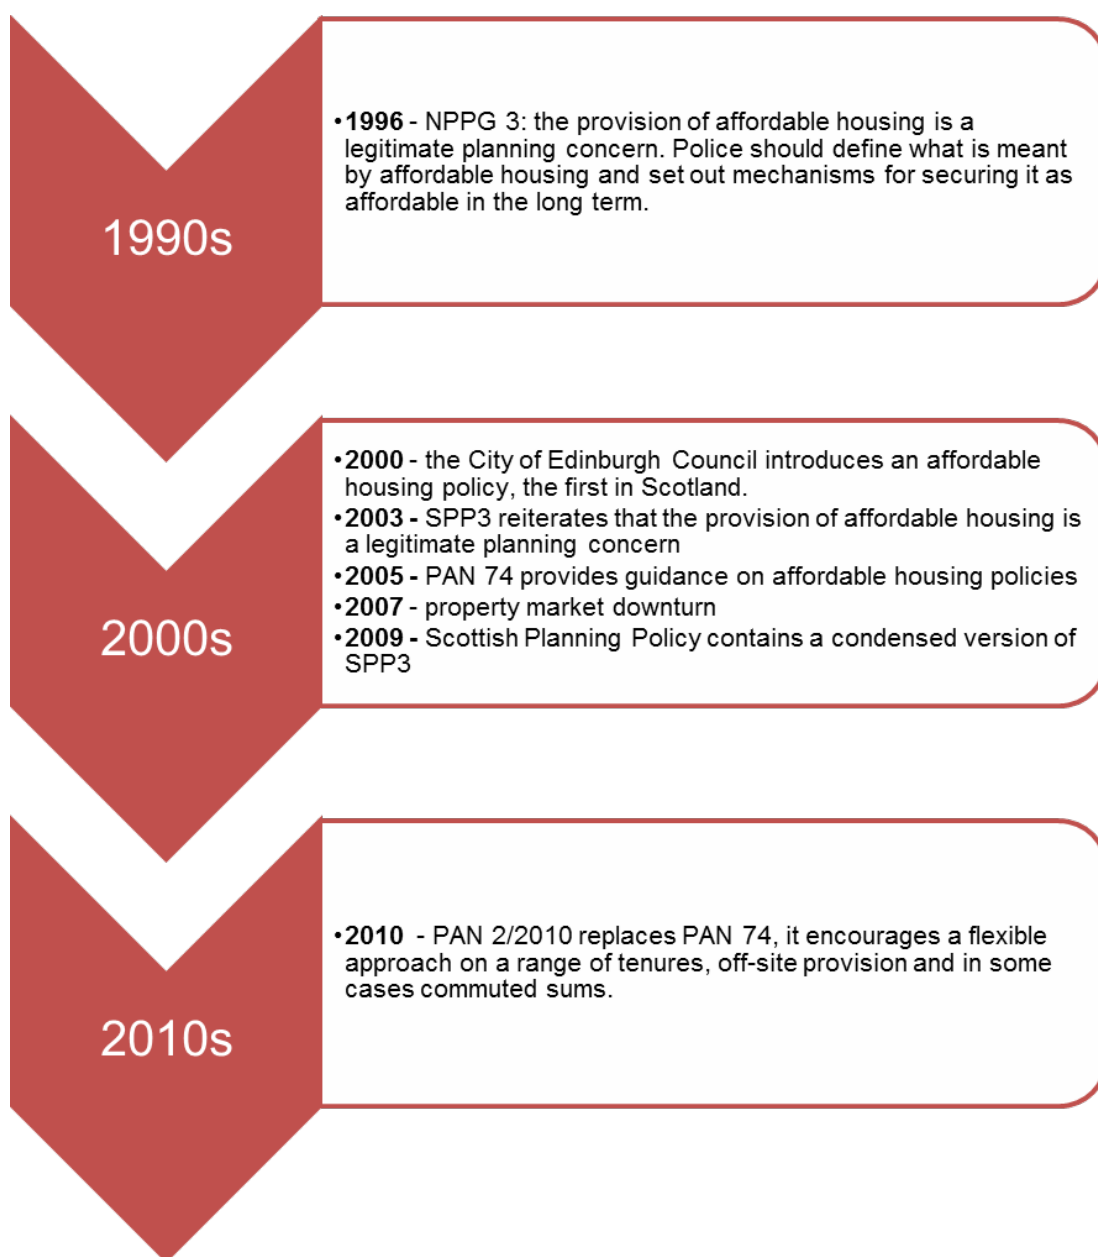 1990s
•1996 - NPPG 3: the provision of affordable housing is a
legitimate planning concern. Police should define what is meant
by affordable housing and set out mechanisms for securing it as
affordable in the long term.
2000s
•2000 - the City of Edinburgh Council introduces an affordable
housing policy, the first in Scotland.
•2003 - SPP3 reiterates that the provision of affordable housing is
a legitimate planning concern
•2005 - PAN 74 provides guidance on affordable housing policies
•2007 - property market downturn
•2009 - Scottish Planning Policy contains a condensed version of
SPP3
2010s
•2010  - PAN 2/2010 replaces PAN 74, it encourages a flexible
approach on a range of tenures, off-site provision and in some
cases commuted sums.